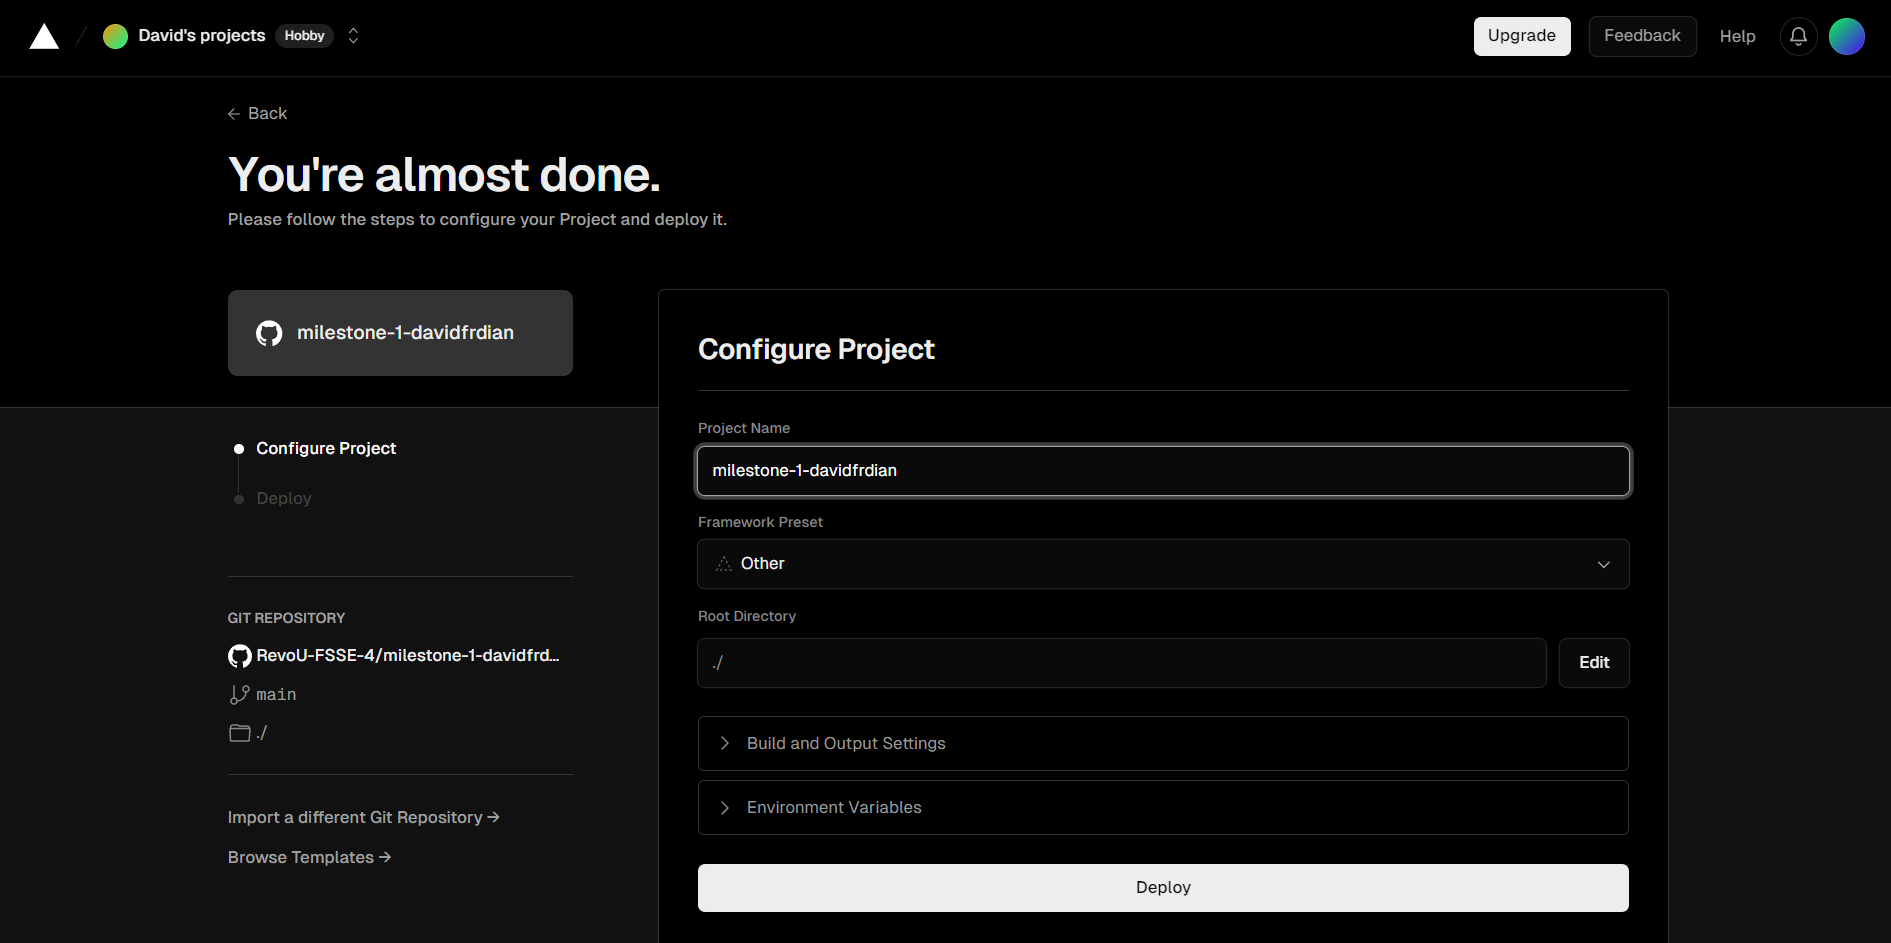 David's projects Hobby
Upgrade Feedback Help
← Back
You're almost done.
Please follow the steps to configure your Project and deploy it.
milestone-1-davidfrdian
Configure Project
Deploy
GIT REPOSITORY
RevoU-FSSE-4/milestone-1-davidfrd...
main
./
Import a different Git Repository →
Browse Templates →
Configure Project
Project Name
milestone-1-davidfrdian
Framework Preset
Other
Root Directory
./ Edit
Build and Output Settings
Environment Variables
Deploy